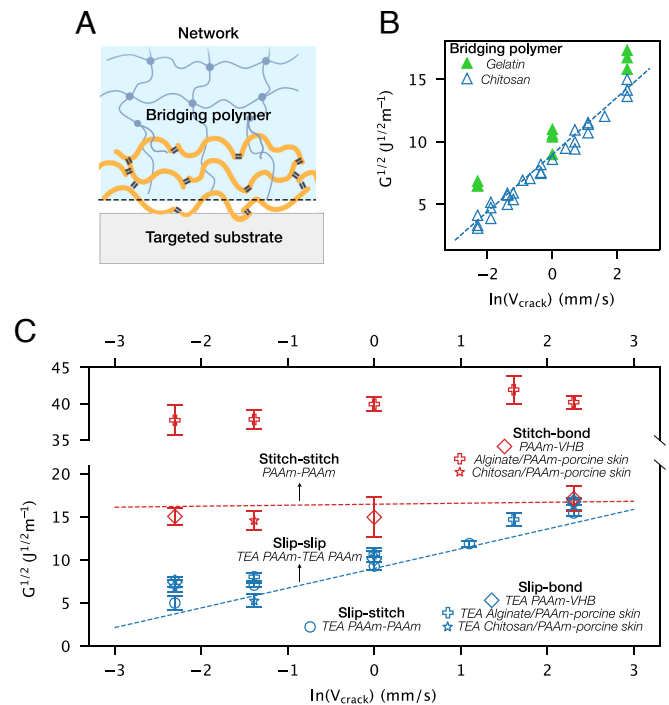 A
Network
Bridging polymer
Targeted substrate
B
Bridging polymer
Gelatin
Chitosan
G1/2 (J1/2m−1)
15
10
5
−2
0
2
ln(Vcrack) (mm/s)
C
−3
−2
−1
0
1
2
3
45
40
35
20
15
10
5
0
G1/2 (J1/2m−1)
Stitch-bond
PAAm-VHB
Alginate/PAAm-porcine skin
Chitosan/PAAm-porcine skin
Stitch-stitch
PAAm-PAAm
Slip-slip
TEA PAAm-TEA PAAm
Slip-stitch
TEA PAAm-PAAm
Slip-bond
TEA PAAm-VHB
TEA Alginate/PAAm-porcine skin
TEA Chitosan/PAAm-porcine skin
−3
−2
−1
0
1
2
3
ln(Vcrack) (mm/s)